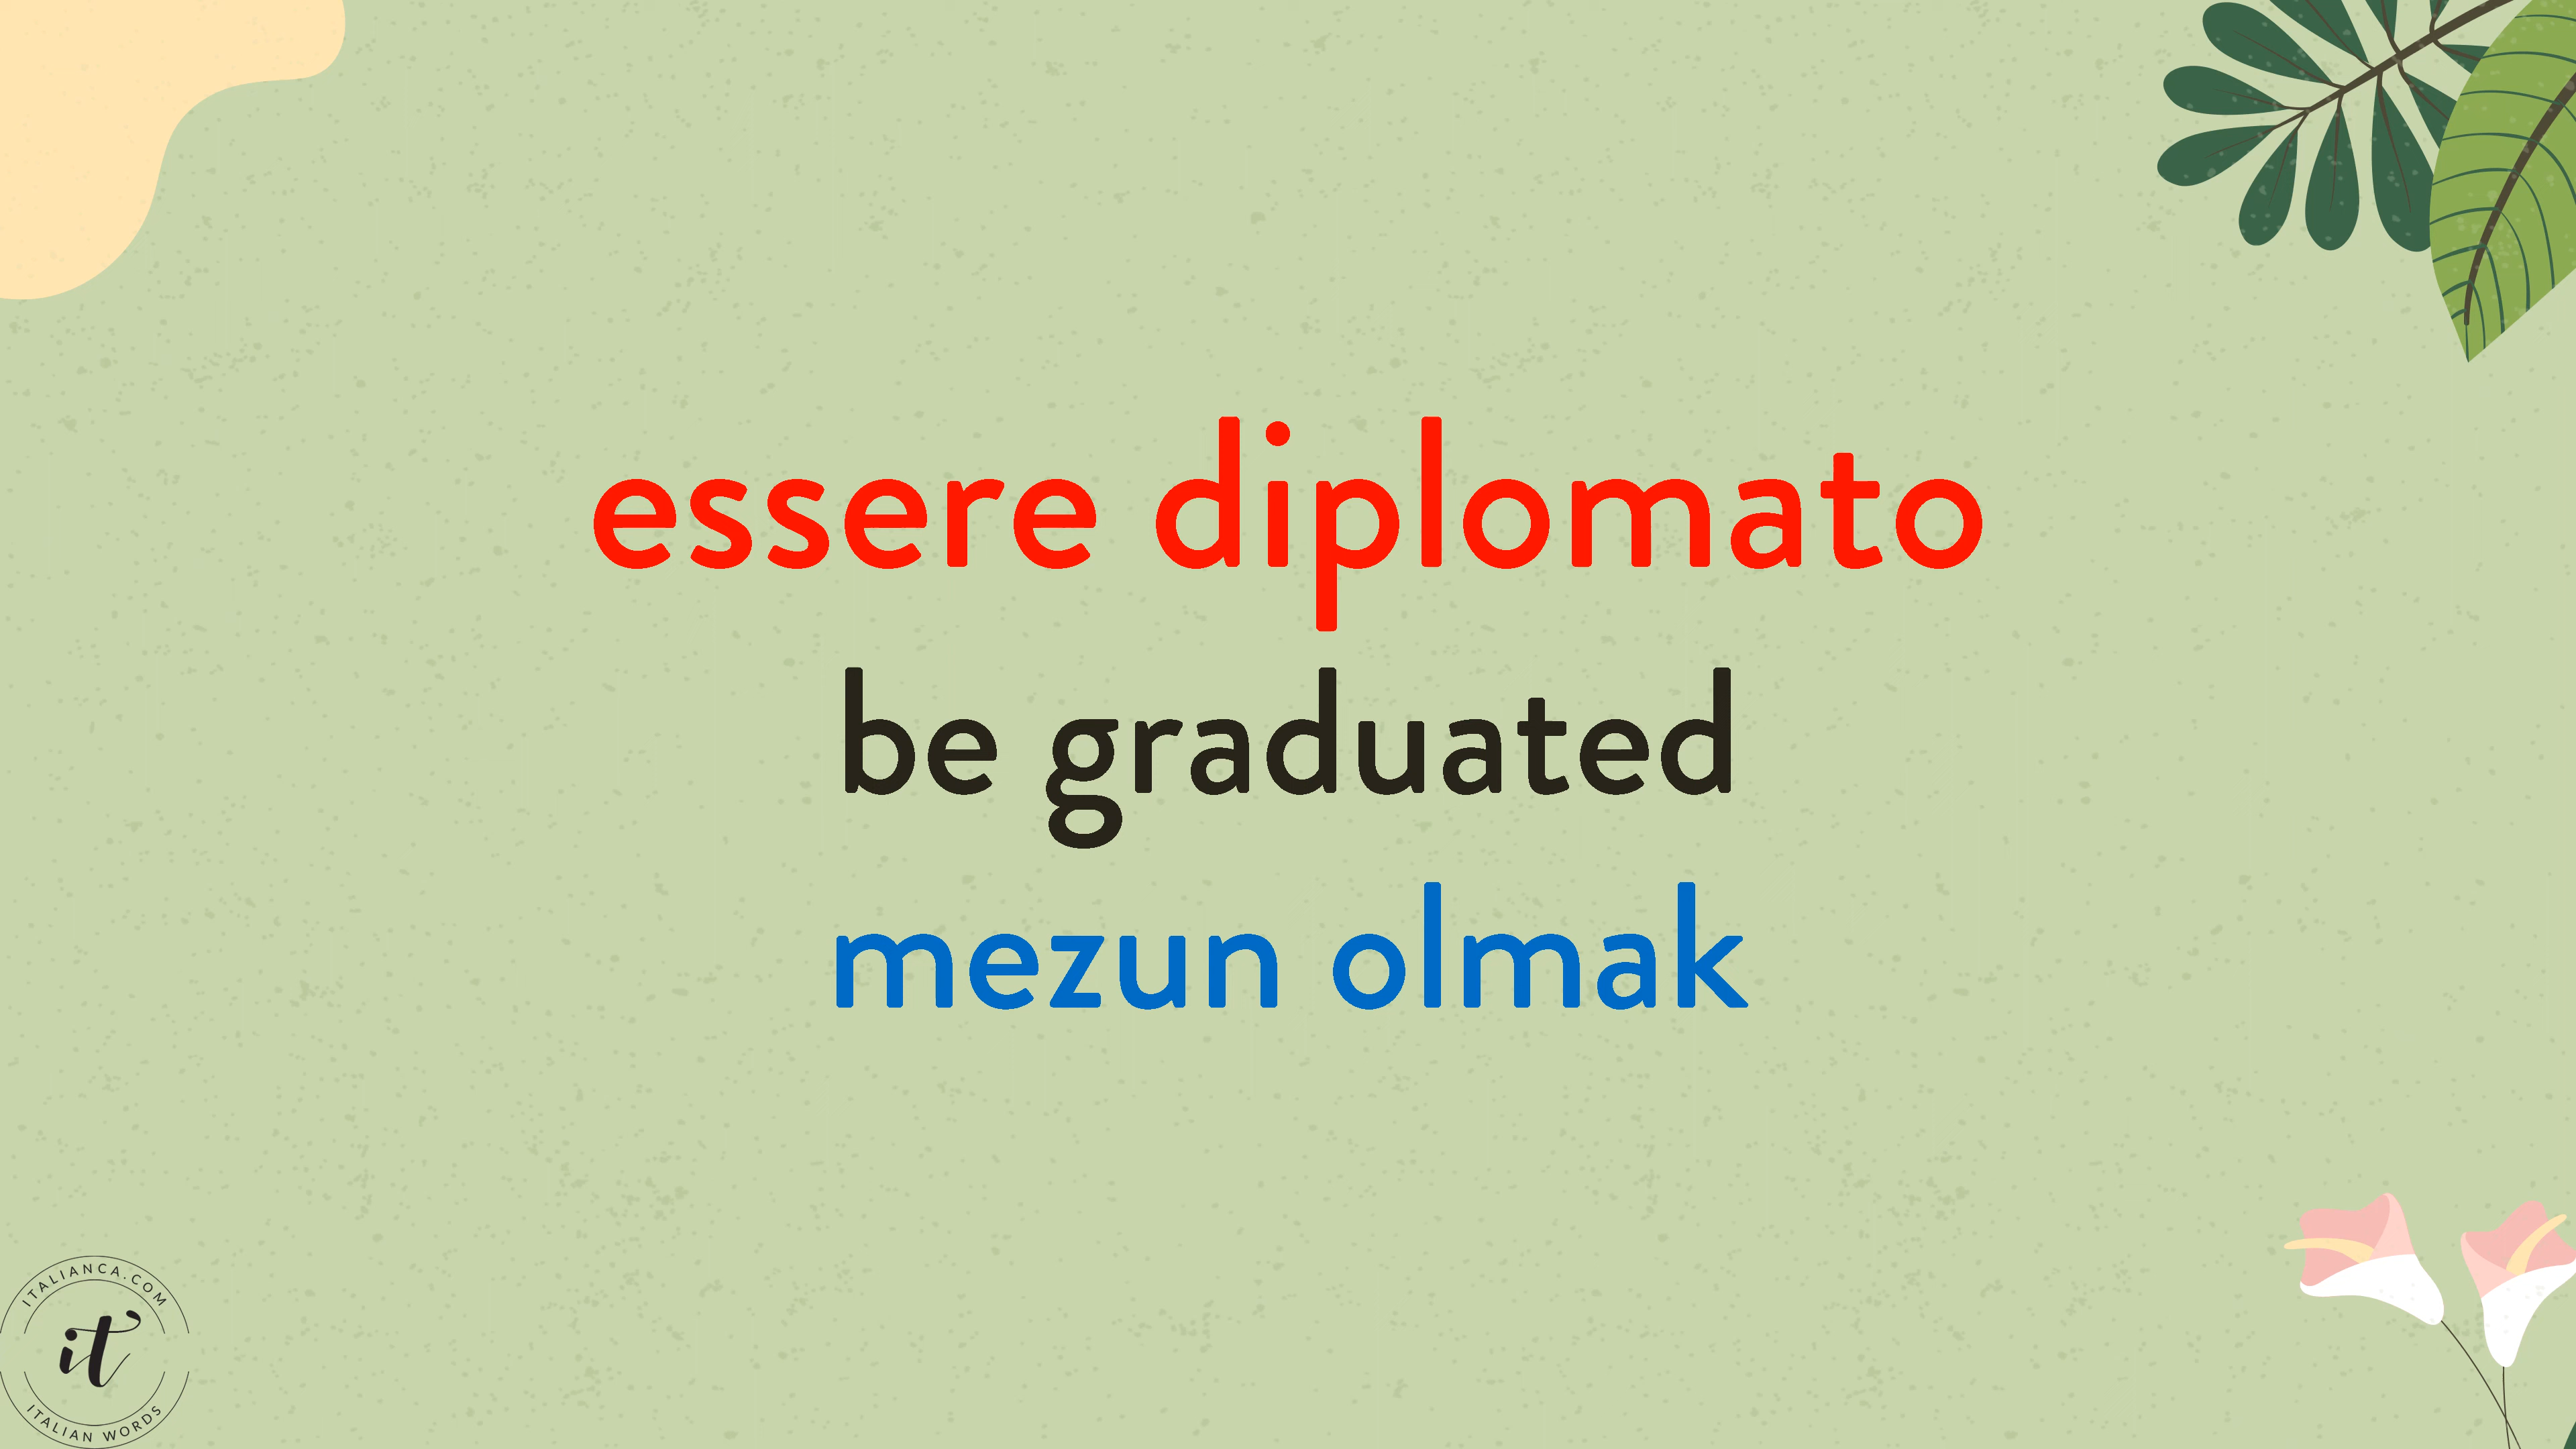 essere diplomato
be graduated
mezun olmak
ITALIANCA.COM
it
ITALIAN WORDS